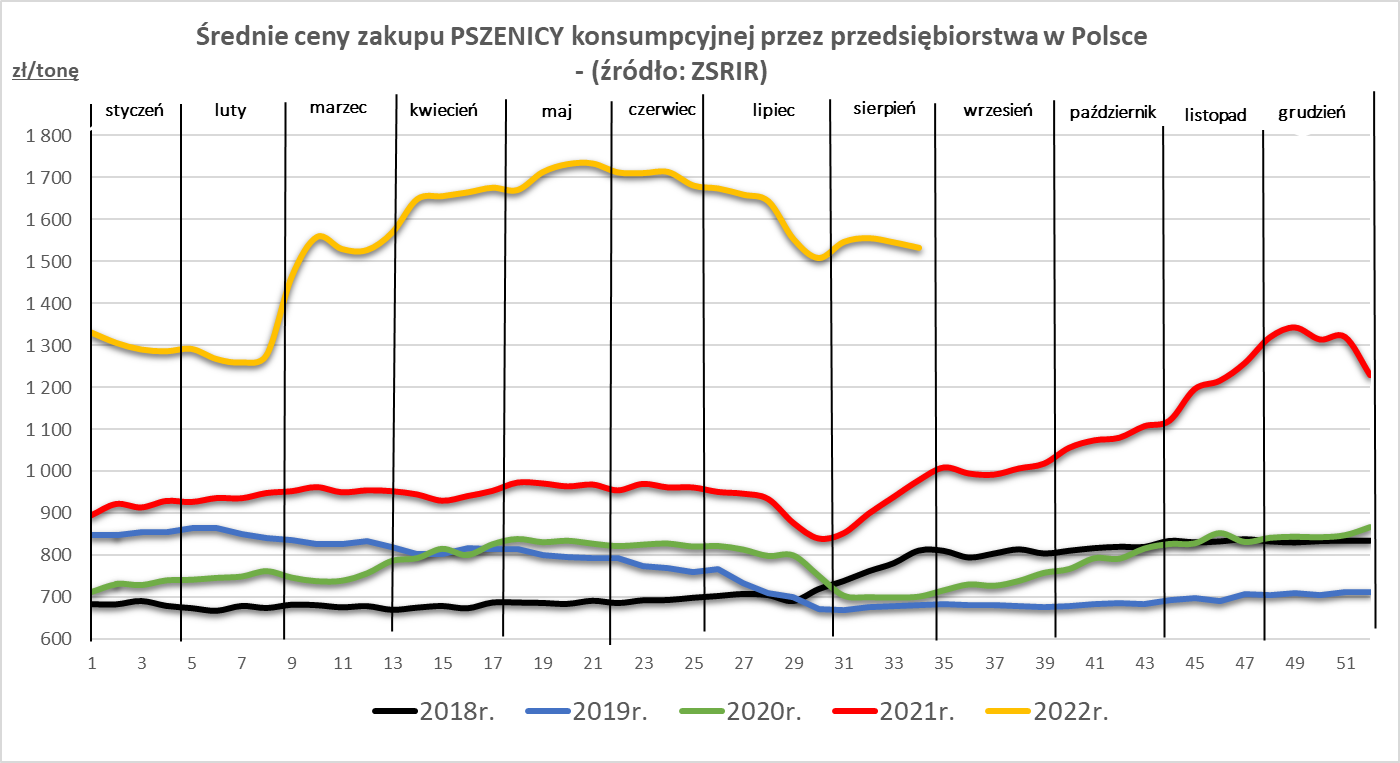 Średnie ceny zakupu PSZENICY konsumpcyjnej przez przedsiębiorstwa w Polsce
- (źródło: ZSRIR)
zł/tonę
styczeń luty marzec kwiecień maj czerwiec lipiec sierpień wrzesień październik listopad grudzień
1 800
1 700
1 600
1 500
1 400
1 300
1 200
1 100
1 000
900
800
700
600
1 3 5 7 9 11 13 15 17 19 21 23 25 27 29 31 33 35 37 39 41 43 45 47 49 51
2018r. 2019r. 2020r. 2021r. 2022r.